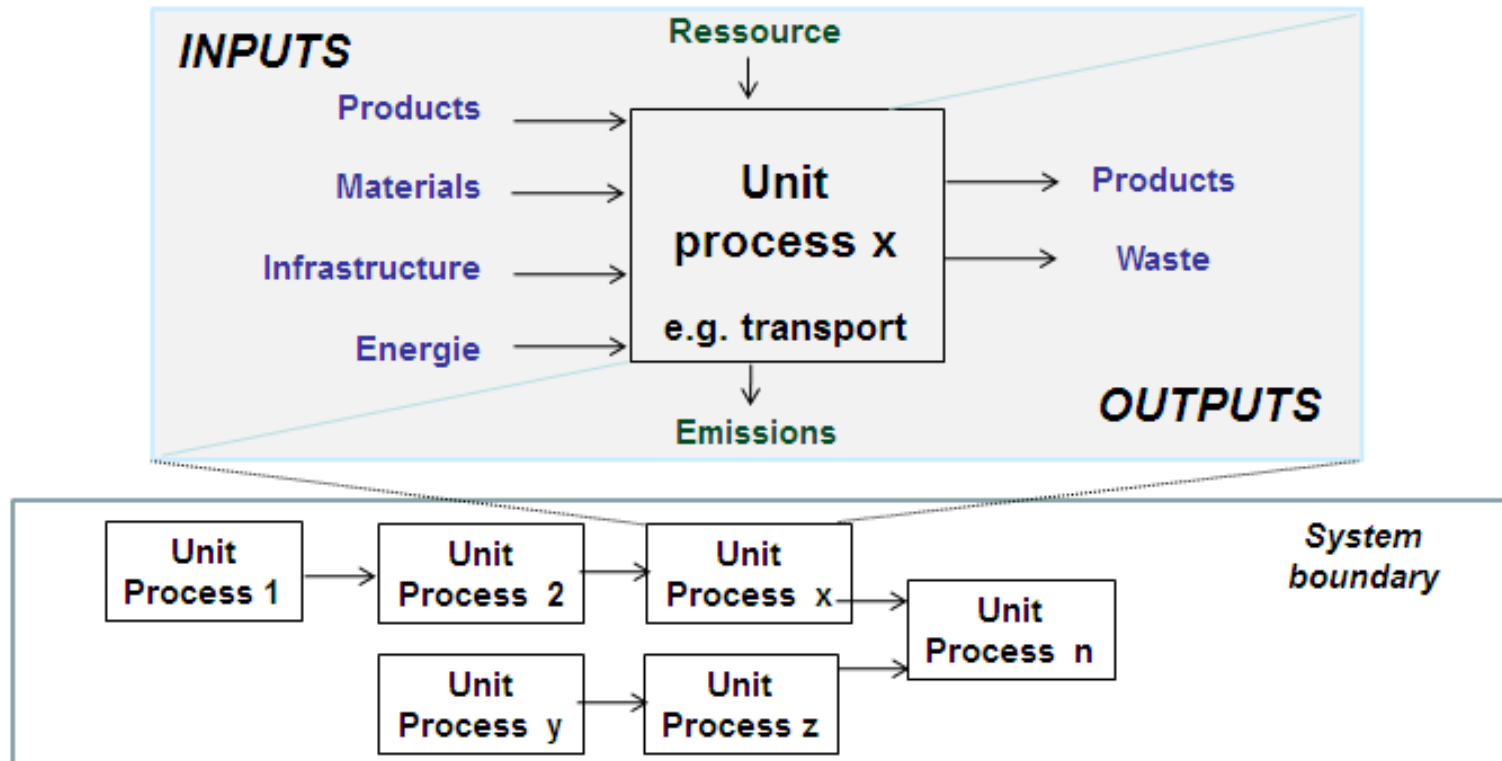 INPUTS
Ressource
Products
Materials
Infrastructure
Energie
Unit
process x
e.g. transport
Products
Waste
OUTPUTS
Emissions
System
boundary
Unit
Process 1
Unit
Process 2
Unit
Process x
Unit
Process n
Unit
Process y
Unit
Process z